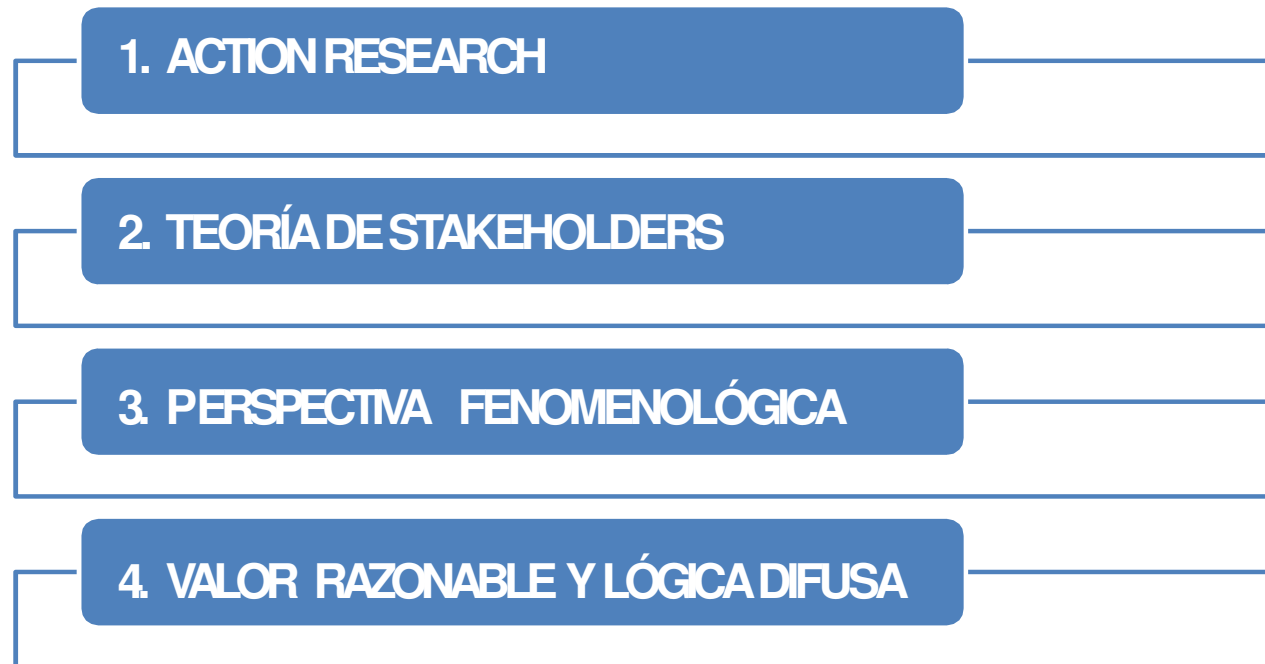 1. ACTION RESEARCH
2. TEORÍA DE STAKEHOLDERS
3. PERSPECTIVA FENOMENOLÓGICA
4. VALOR RAZONABLE Y LÓGICA DIFUSA